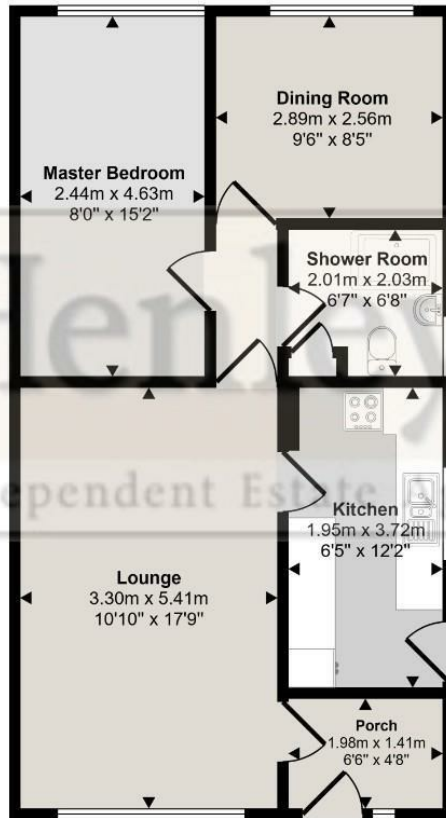 Dining Room
2.89m x 2.56m
9'6" x 8'5"
Master Bedroom
2.44m x 4.63m
8'0" x 15'2"
Shower Room
2.01m x 2.03m
6'7" x 6'8"
Henley
ependent Estate
Kitchen
1.95m x 3.72m
6'5" x 12'2"
Lounge
3.30m x 5.41m
10'10" x 17'9"
Porch
1.98m x 1.41m
6'6" x 4'8"